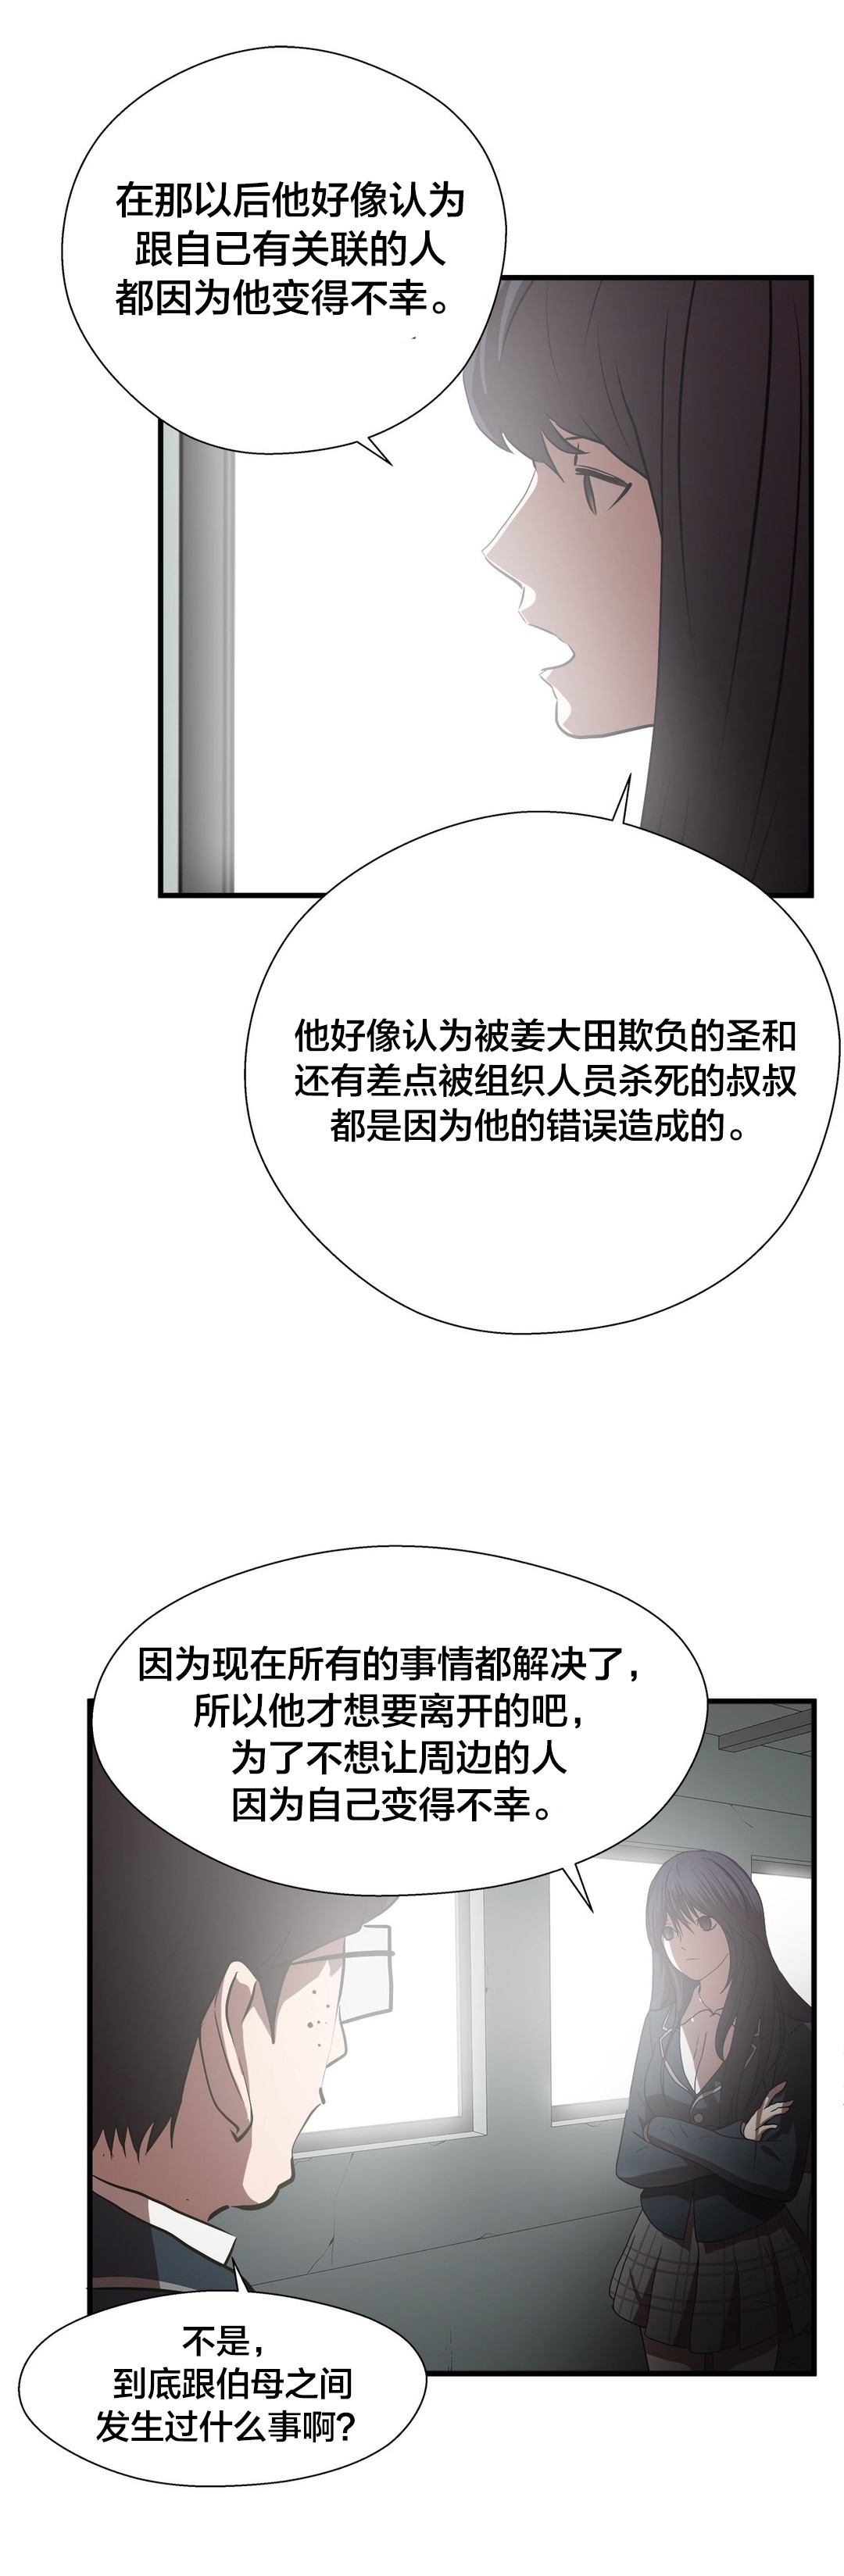 在那以后他好像认为
跟自已有关联的人
都因为他变得不幸。
他好像认为被姜大田欺负的圣和
还有差点被组织人员杀死的叔叔
都是因为他的错误造成的。
因为现在所有的事情都解决了，
所以他才想要离开的吧，
为了不想让周边的人
因为自己变得不幸。
不是，
到底跟伯母之间
发生过什么事啊？